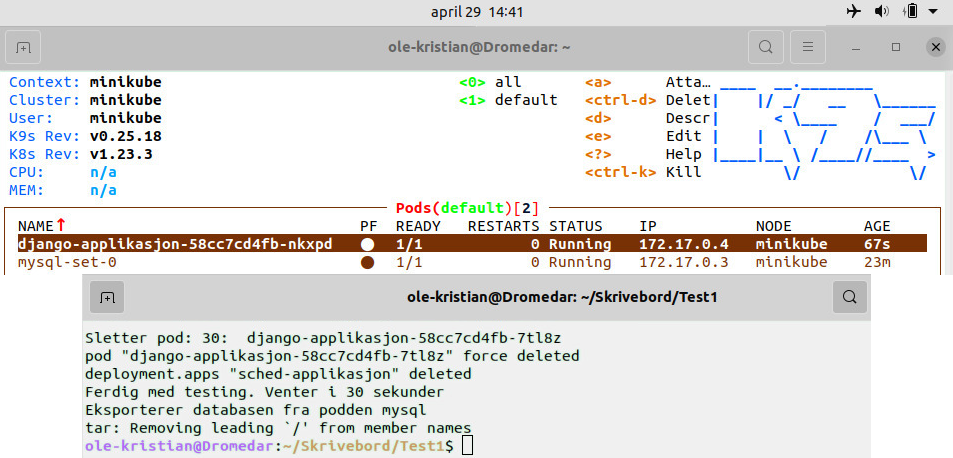 april 29 14:41
ole-kristian@Dromedar: ~
Context: minikube <0> all <a> Atta…
Cluster: minikube <1> default <ctrl-d> Delet
User: minikube <d> Descr
K9s Rev: v0.25.18 <e> Edit
K8s Rev: v1.23.3 <?> Help
CPU: n/a <ctrl-k> Kill
MEM: n/a
Pods(default)[2]
NAME↑ PF READY RESTARTS STATUS IP NODE AGE
django-applikasjon-58cc7cd4fb-nkxpd ● 1/1 0 Running 172.17.0.4 minikube 67s
mysql-set-0 ● 1/1 0 Running 172.17.0.3 minikube 23m
ole-kristian@Dromedar: ~/Skrivebord/Test1
Sletter pod: 30: django-applikasjon-58cc7cd4fb-7tl8z
pod "django-applikasjon-58cc7cd4fb-7tl8z" force deleted
deployment.apps "sched-applikasjon" deleted
Ferdig med testing. Venter i 30 sekunder
Eksporterer databasen fra podden mysql
tar: Removing leading `/' from member names
ole-kristian@Dromedar:~/Skrivebord/Test1$